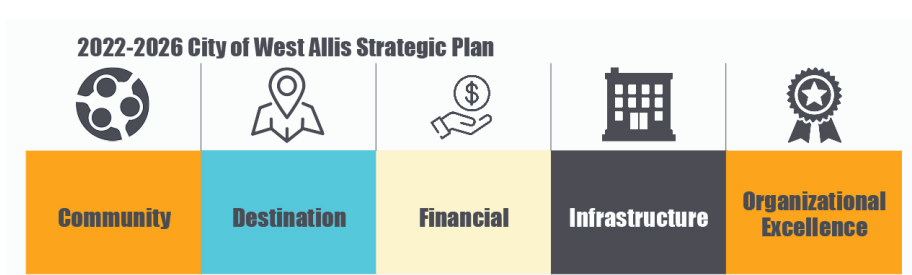 2022-2026 City of West Allis Strategic Plan
$
Community
Destination
Financial
Infrastructure
Organizational
Excellence